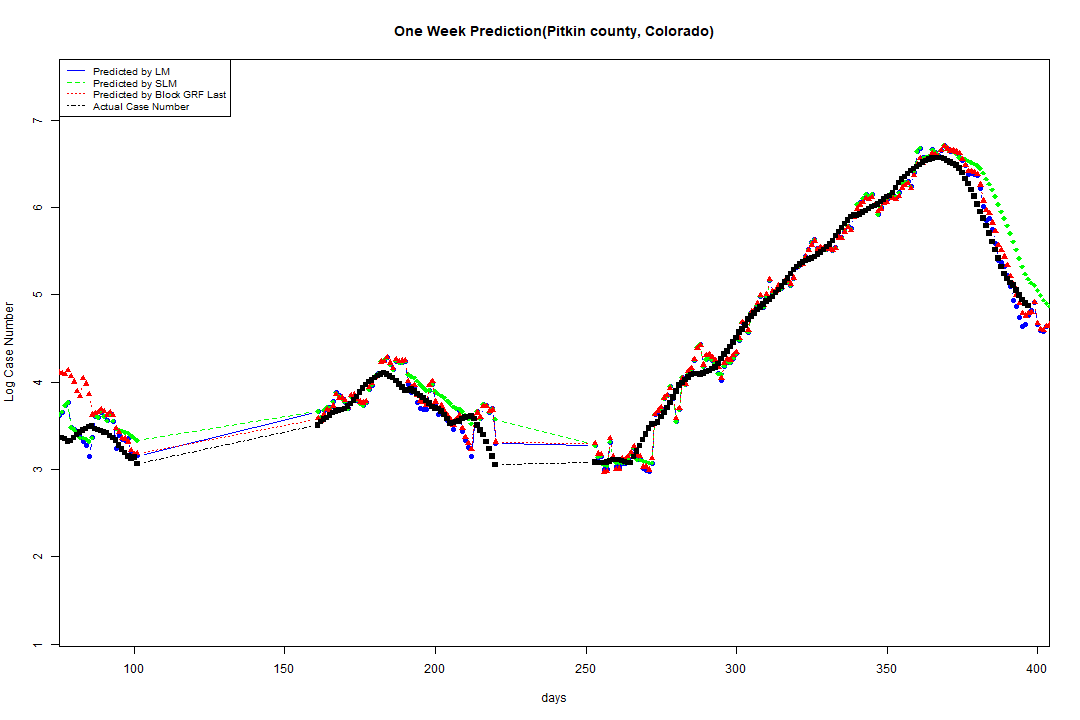 One Week Prediction(Pitkin county, Colorado)
Predicted by LM
Predicted by SLM
Predicted by Block GRF Last
Actual Case Number
7
6
5
4
3
2
1
Log Case Number
100 150 200 250 300 350 400
days